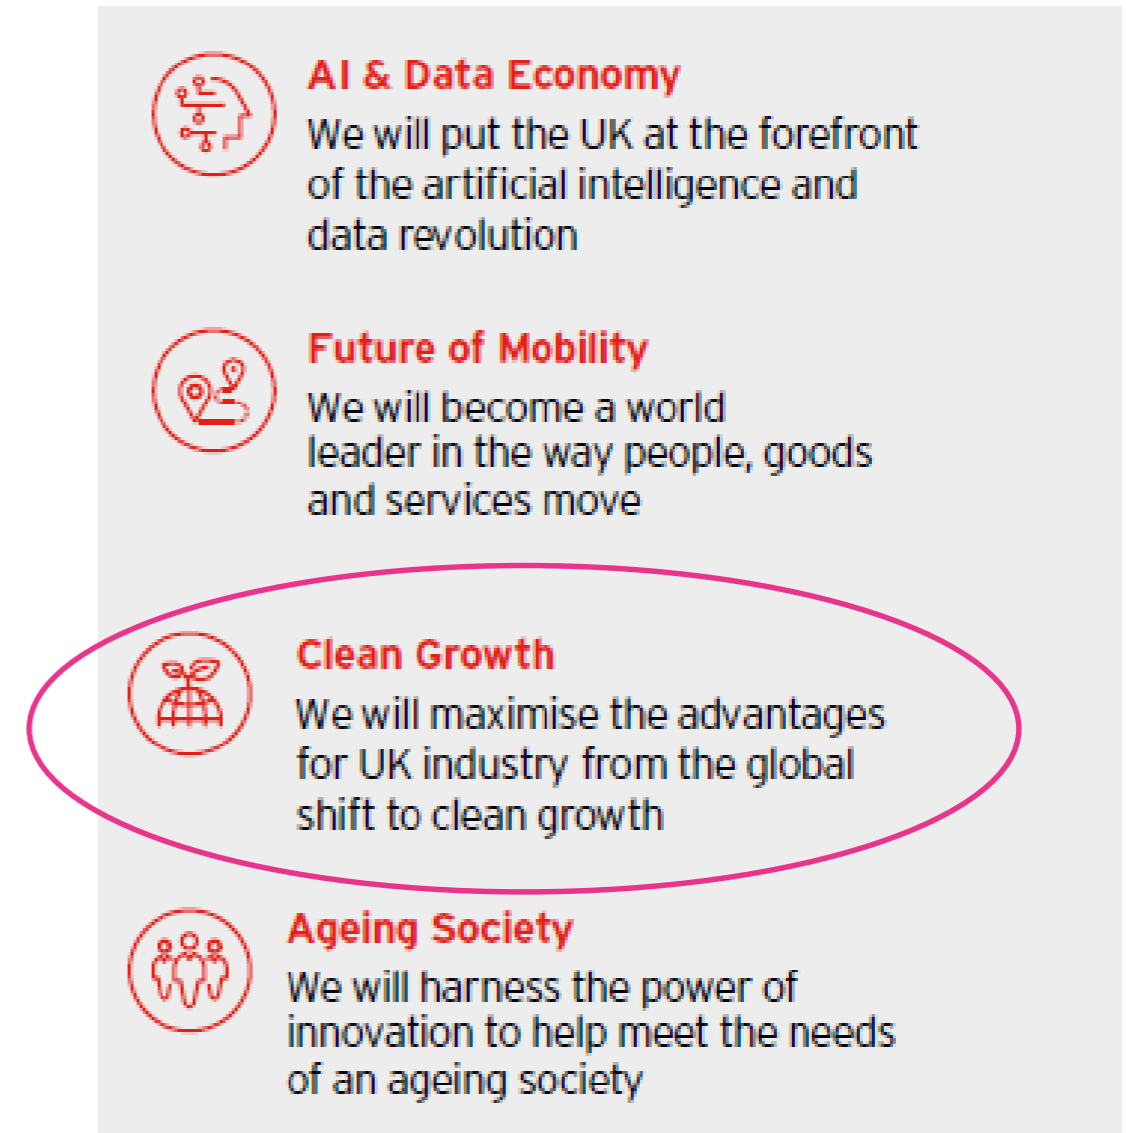 AI & Data Economy
We will put the UK at the forefront
of the artificial intelligence and
data revolution
Future of Mobility
We will become a world
leader in the way people, goods
and services move
Clean Growth
We will maximise the advantages
for UK industry from the global
shift to clean growth
Ageing Society
We will harness the power of
innovation to help meet the needs
of an ageing society